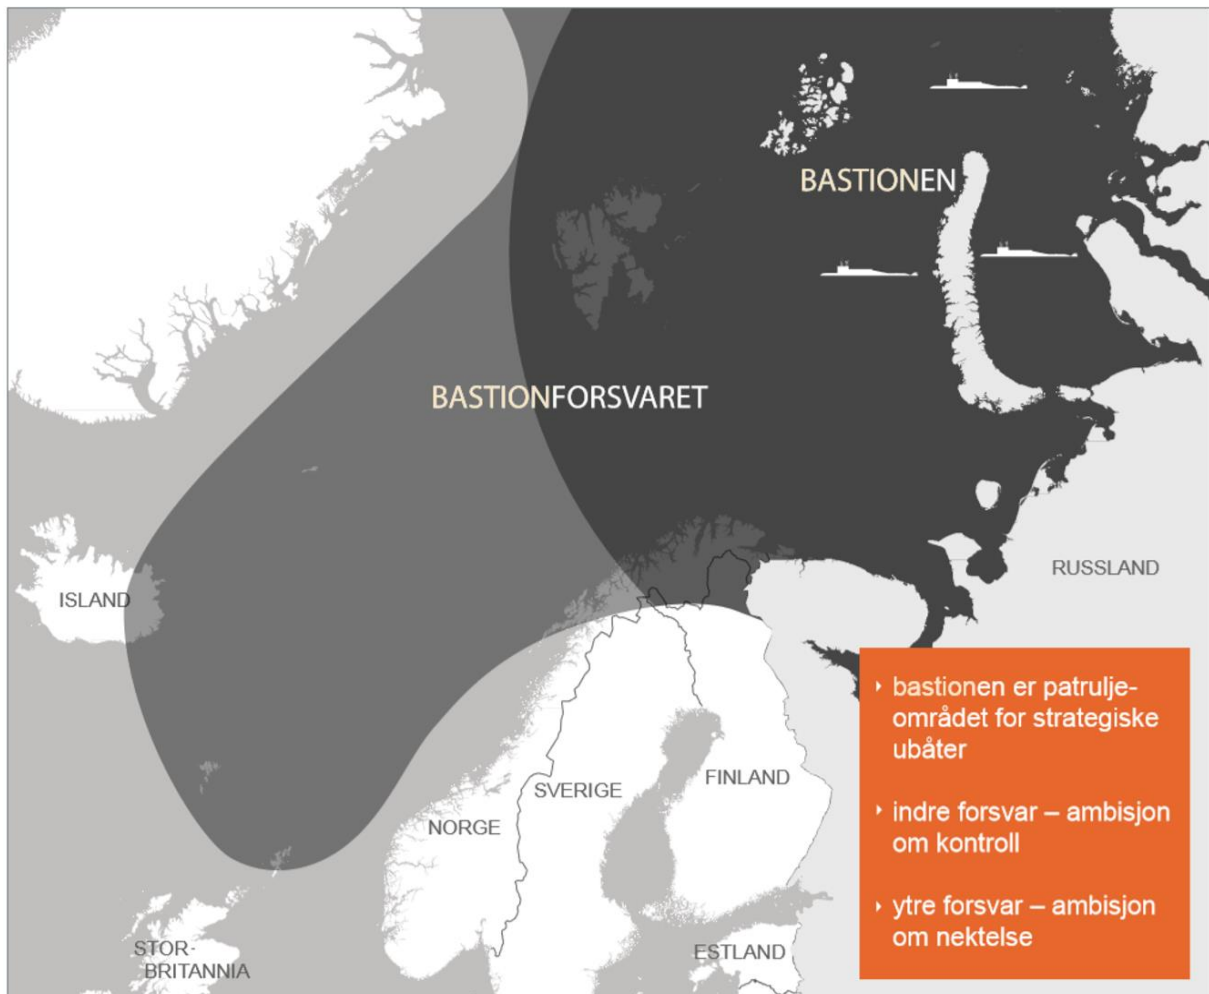 BASTIONEN
BASTIONFORSVARET
RUSSLAND
ISLAND
SVERIGE
FINLAND
NORGE
STOR-
BRITANNIA
ESTLAND
‣ bastionen er patrulje-
området for strategiske
ubåter
‣ indre forsvar – ambisjon
om kontroll
‣ ytre forsvar – ambisjon
om nektelse